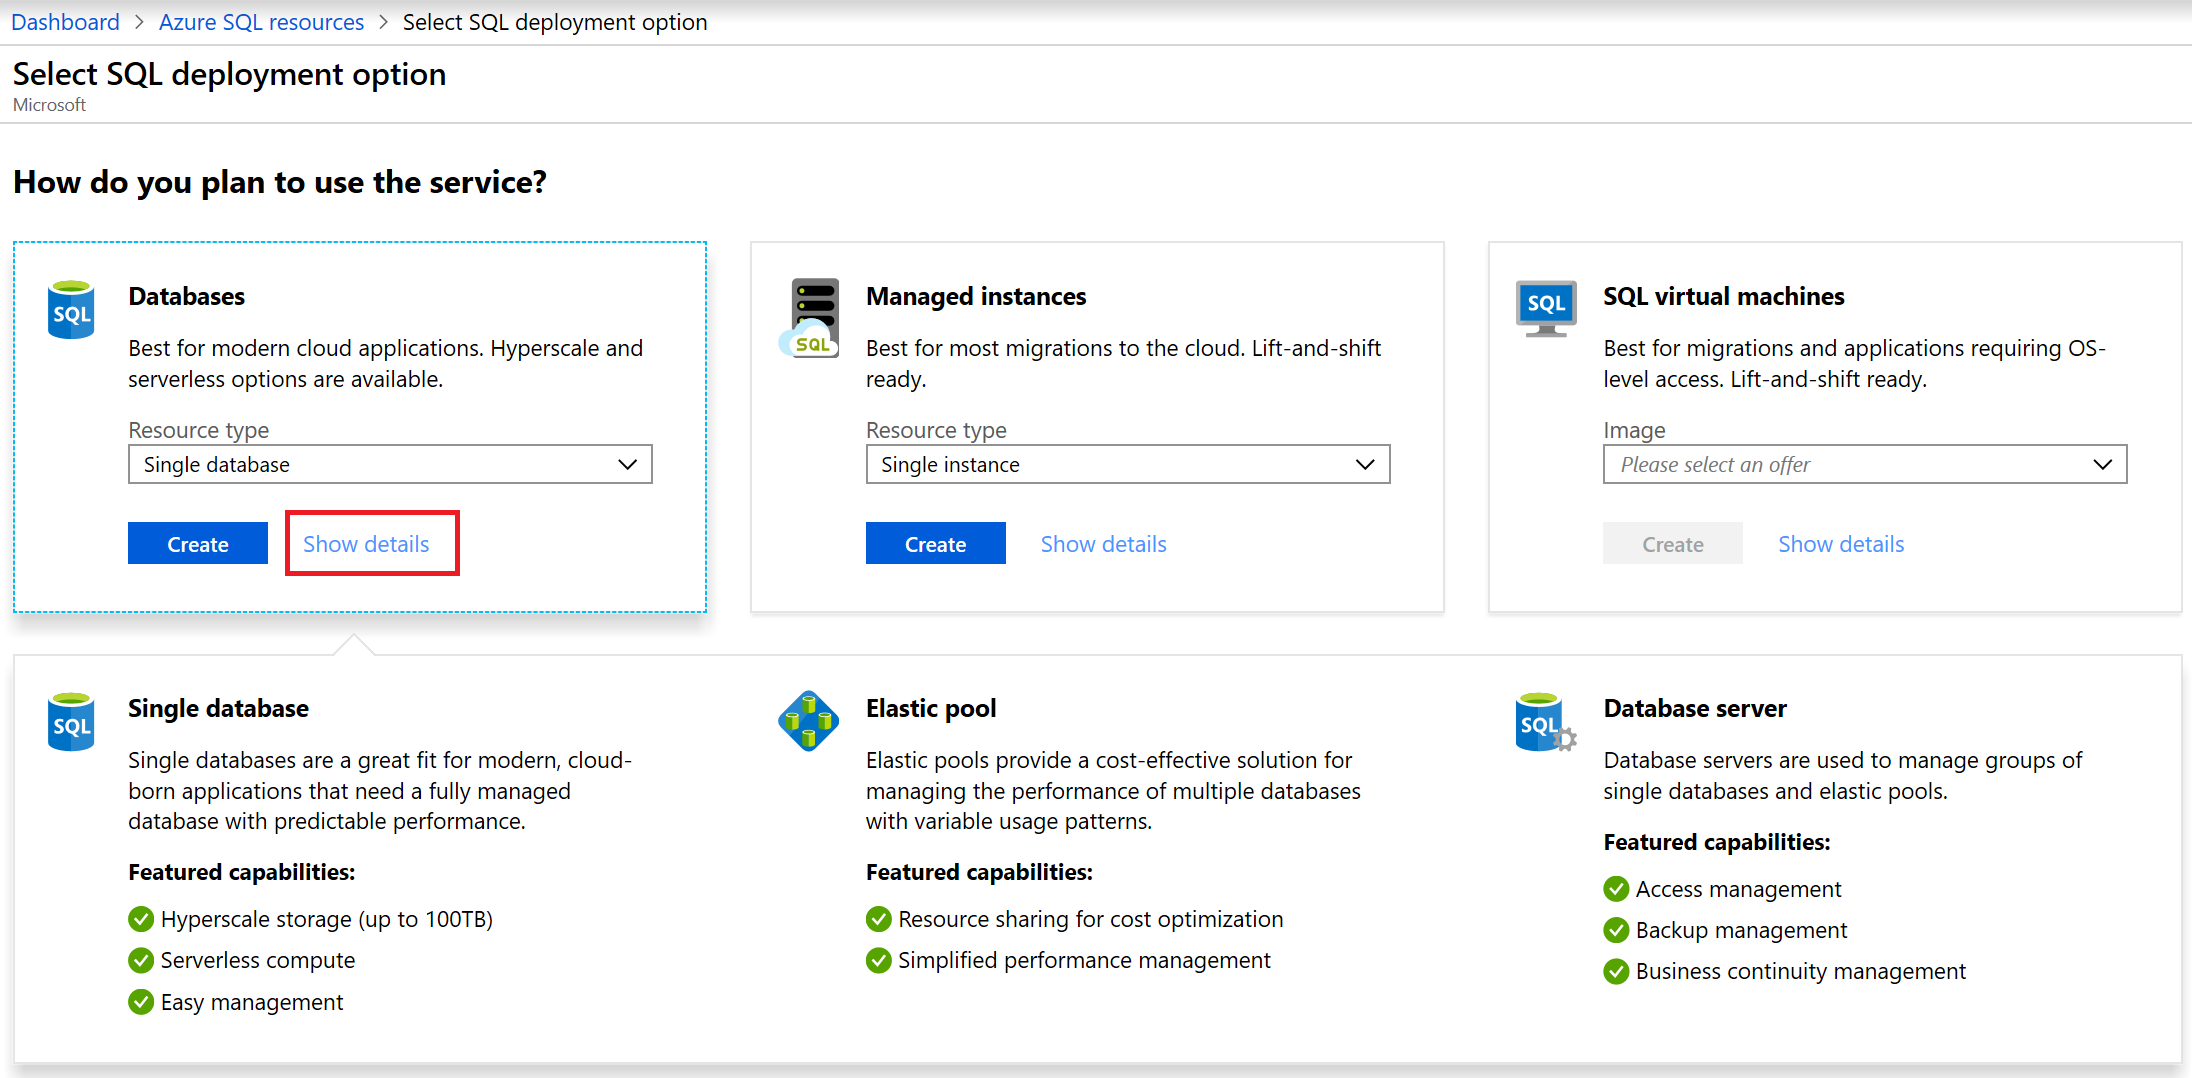 Dashboard > Azure SQL resources > Select SQL deployment option
Select SQL deployment option
Microsoft
How do you plan to use the service?
SQL
Databases
Best for modern cloud applications. Hyperscale and
serverless options are available.
Resource type
Single database
Create
Show details
SQL
Managed instances
Best for most migrations to the cloud. Lift-and-shift
ready.
Resource type
Single instance
Create
Show details
SQL
SQL virtual machines
Best for migrations and applications requiring OS-
level access. Lift-and-shift ready.
Image
Please select an offer
Create
Show details
SQL
Single database
Single databases are a great fit for modern, cloud-
born applications that need a fully managed
database with predictable performance.
Featured capabilities:
Hyperscale storage (up to 100TB)
Serverless compute
Easy management
Elastic pool
Elastic pools provide a cost-effective solution for
managing the performance of multiple databases
with variable usage patterns.
Featured capabilities:
Resource sharing for cost optimization
Simplified performance management
SQL
Database server
Database servers are used to manage groups of
single databases and elastic pools.
Featured capabilities:
Access management
Backup management
Business continuity management